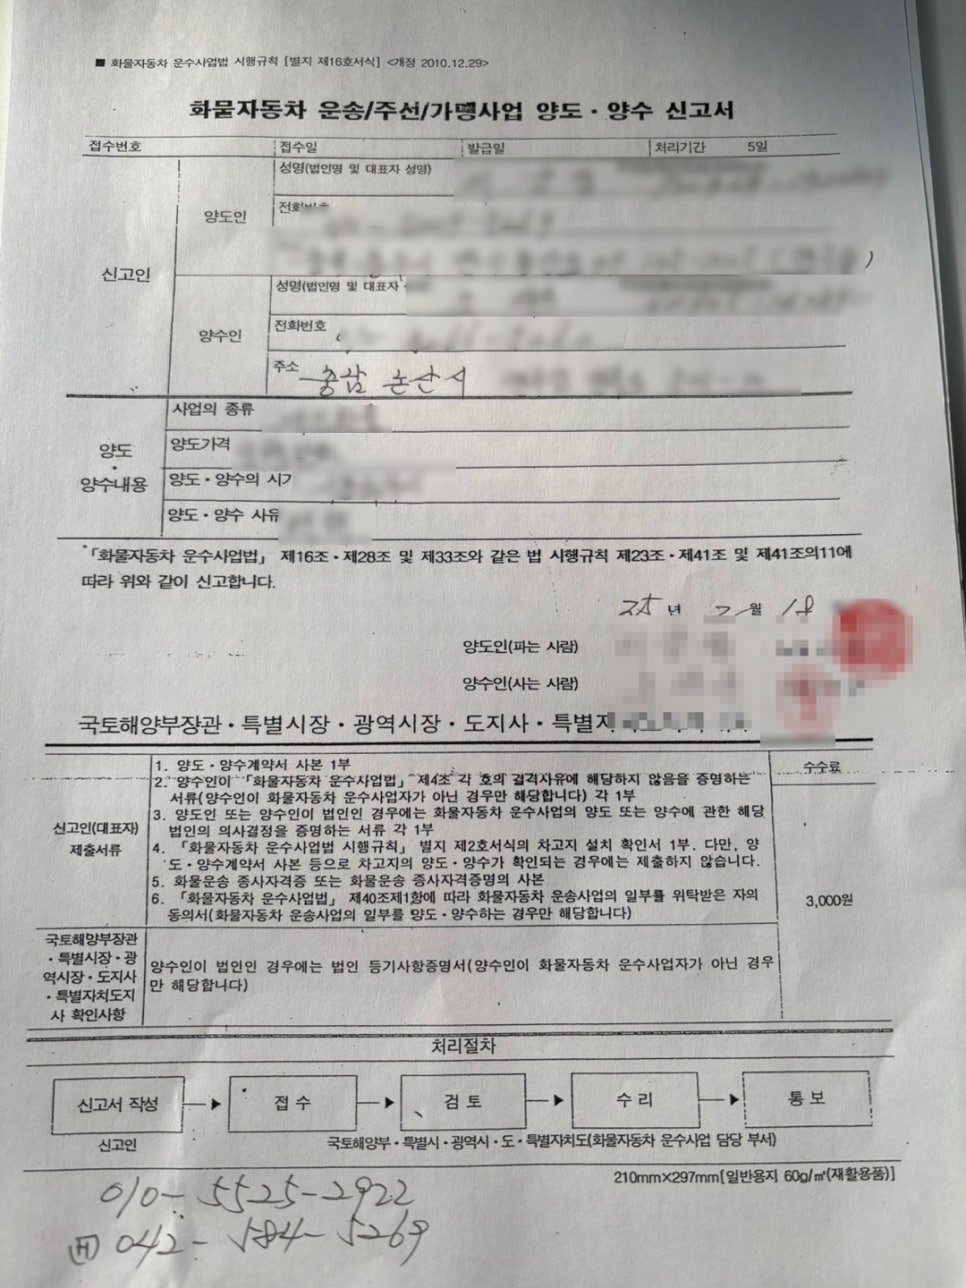 ■ 화물자동차 운수사업법 시행규칙 [별지 제16호서식] <개정 2010.12.29>
화물자동차 운송/주선/가맹사업 양도・양수 신고서
접수번호 접수일 발급일 처리기간 5일
신고인
양도인
성명(법인명 및 대표자 성명)
)
양수인
성명(법인명 및 대표자
전화번호
주소 충남 논산시
양도・양수내용
사업의 종류
양도가격
양도・양수의 시기
양도・양수 사유
「화물자동차 운수사업법」 제16조・제28조 및 제33조와 같은 법 시행규칙 제23조・제41조 및 제41조의11에
따라 위와 같이 신고합니다.
25년 2월 18
양도인(파는 사람)
양수인(사는 사람)
국토해양부장관・특별시장・광역시장・도지사・특별자
신고인(대표자)
제출서류
1. 양도・양수계약서 사본 1부
2. 양수인이 「화물자동차 운수사업법」 제4조 각 호의 결격사유에 해당하지 않음을 증명하는
서류(양수인이 화물자동차 운수사업자가 아닌 경우만 해당합니다) 각 1부
3. 양도인 또는 양수인이 법인인 경우에는 화물자동차 운수사업의 양도 또는 양수에 관한 해당
법인의 의사결정을 증명하는 서류 각 1부
4. 「화물자동차 운수사업법 시행규칙」 별지 제2호서식의 차고지 설치 확인서 1부. 다만, 양
도・양수계약서 사본 등으로 차고지의 양도・양수가 확인되는 경우에는 제출하지 않습니다.
5. 화물운송 종사자격증 또는 화물운송 종사자격증명의 사본
6. 「화물자동차 운수사업법」 제40조제1항에 따라 화물자동차 운송사업의 일부를 위탁받은 자의
동의서(화물자동차 운송사업의 일부를 양도・양수하는 경우만 해당합니다)
수수료
3,000원
국토해양부장관
・특별시장・광
역시장・도지사
・특별자치도지
사 확인사항
양수인이 법인인 경우에는 법인 등기사항증명서(양수인이 화물자동차 운수사업자가 아닌 경우
만 해당합니다)
처리절차
신고서 작성 접수 검토 수리 통보
신고인 국토해양부・특별시・광역시・도・특별자치도(화물자동차 운수사업 담당 부서)
210mm×297mm[일반용지 60g/㎡(재활용품)]
010-5525-2922
H 042-584-5269